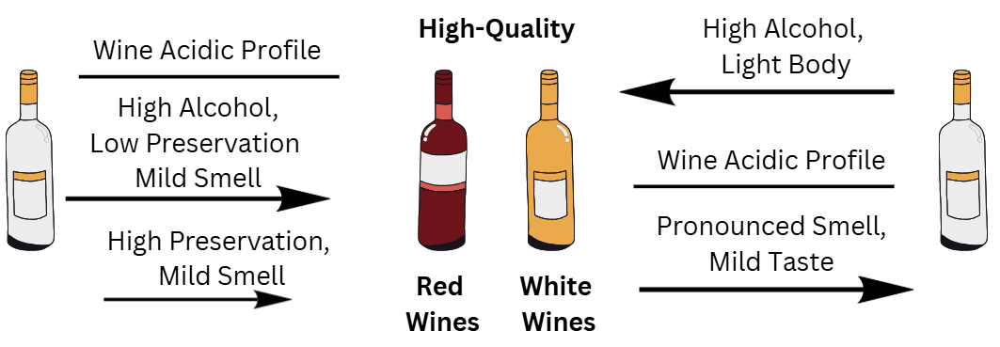 Wine Acidic Profile
High Alcohol,
Low Preservation
Mild Smell
High Preservation,
Mild Smell
High-Quality
Red
Wines
White
Wines
High Alcohol,
Light Body
Wine Acidic Profile
Pronounced Smell,
Mild Taste